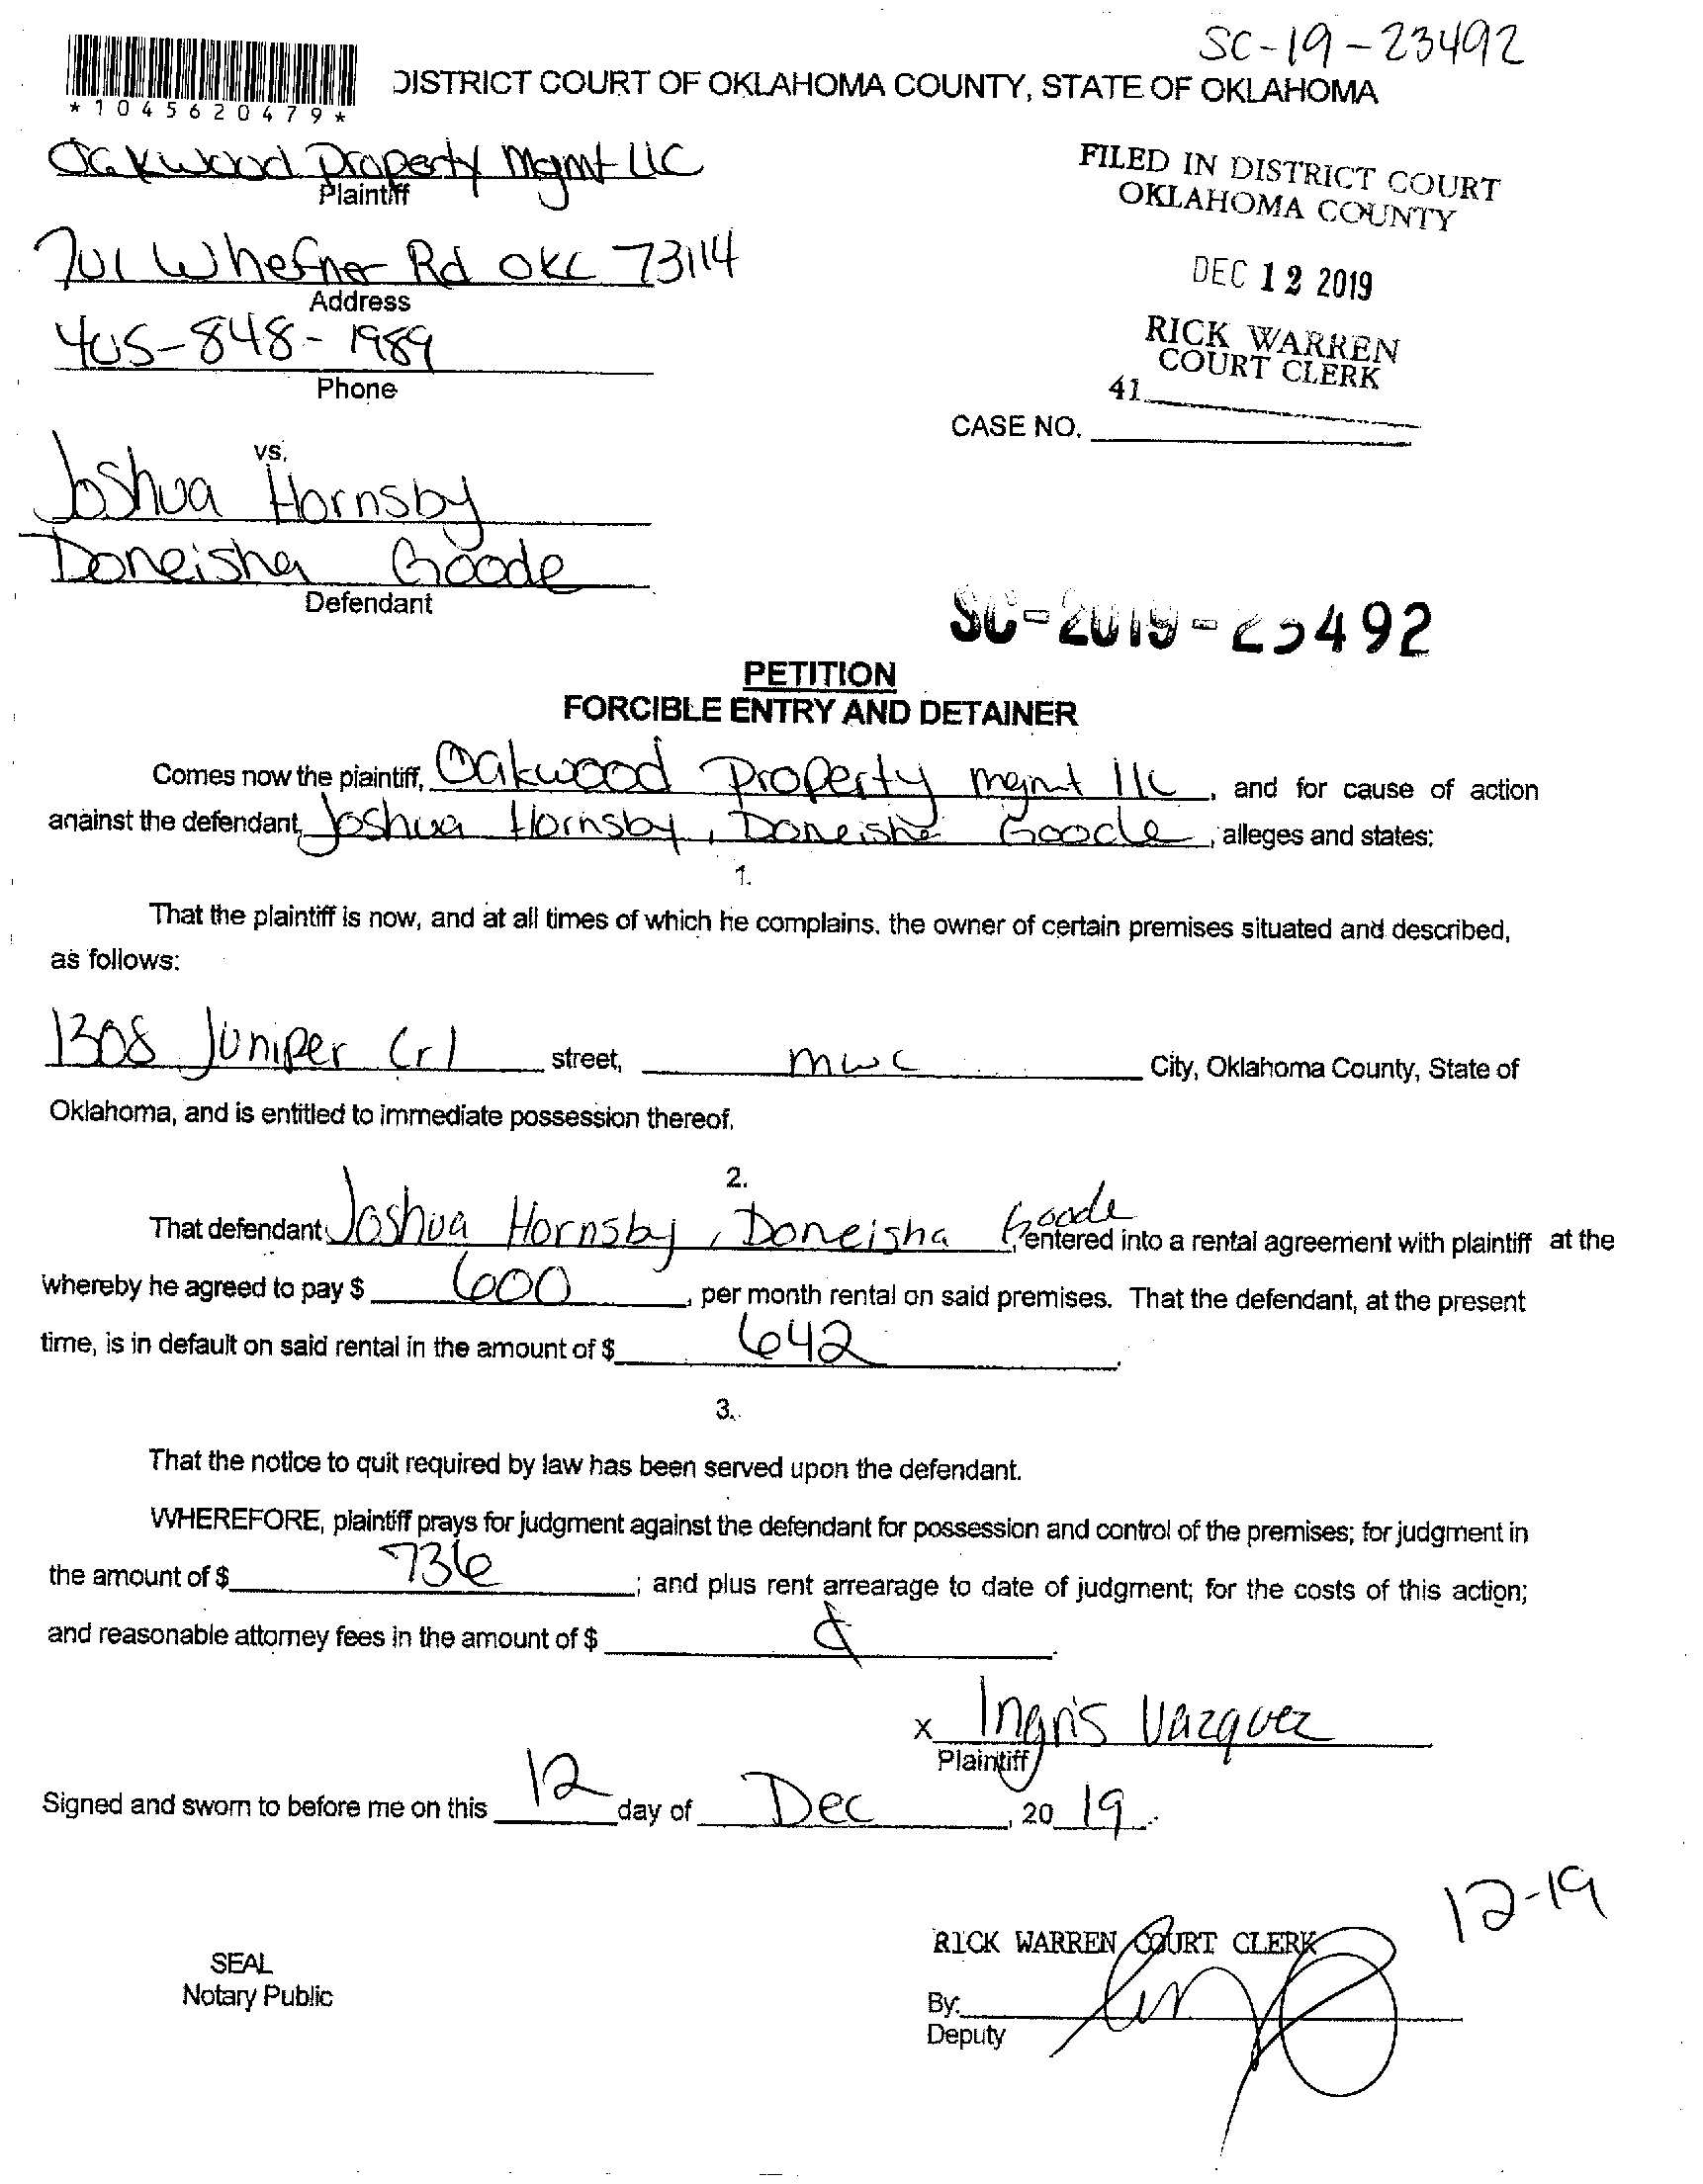 SC-19-23492
*1045620479*
DISTRICT COURT OF OKLAHOMA COUNTY, STATE OF OKLAHOMA
Oakwood Property Mgmt LLC
Plaintiff
FILED IN DISTRICT COURT
OKLAHOMA COUNTY
701 W hefner Rd OKC 73114
Address
DEC 12 2019
405-848-1989
Phone
RICK WARREN
COURT CLERK
41
CASE NO.
vs.
Joshua Hornsby
Doneisha Goode
Defendant
SC-2019-23492
PETITION
FORCIBLE ENTRY AND DETAINER
Comes now the plaintiff, Oakwood Property mgmt llc, and for cause of action
against the defendant, Joshua Hornsby, Doneisha Goode, alleges and states:
1.
That the plaintiff is now, and at all times of which he complains, the owner of certain premises situated and described,
as follows:
1308 Juniper Crl street, mwc City, Oklahoma County, State of
Oklahoma, and is entitled to immediate possession thereof.
2.
That defendant Joshua Hornsby, Doneisha Goode, entered into a rental agreement with plaintiff at the
whereby he agreed to pay $ 600, per month rental on said premises. That the defendant, at the present
time, is in default on said rental in the amount of $ 642.
3.
That the notice to quit required by law has been served upon the defendant.
WHEREFORE, plaintiff prays for judgment against the defendant for possession and control of the premises; for judgment in
the amount of $ 736; and plus rent arrearage to date of judgment; for the costs of this action;
and reasonable attorney fees in the amount of $
x Ingris Vazquez
Plaintiff
Signed and sworn to before me on this 12 day of Dec, 20 19.
12-19
RICK WARREN COURT CLERK
SEAL
Notary Public
By:
Deputy